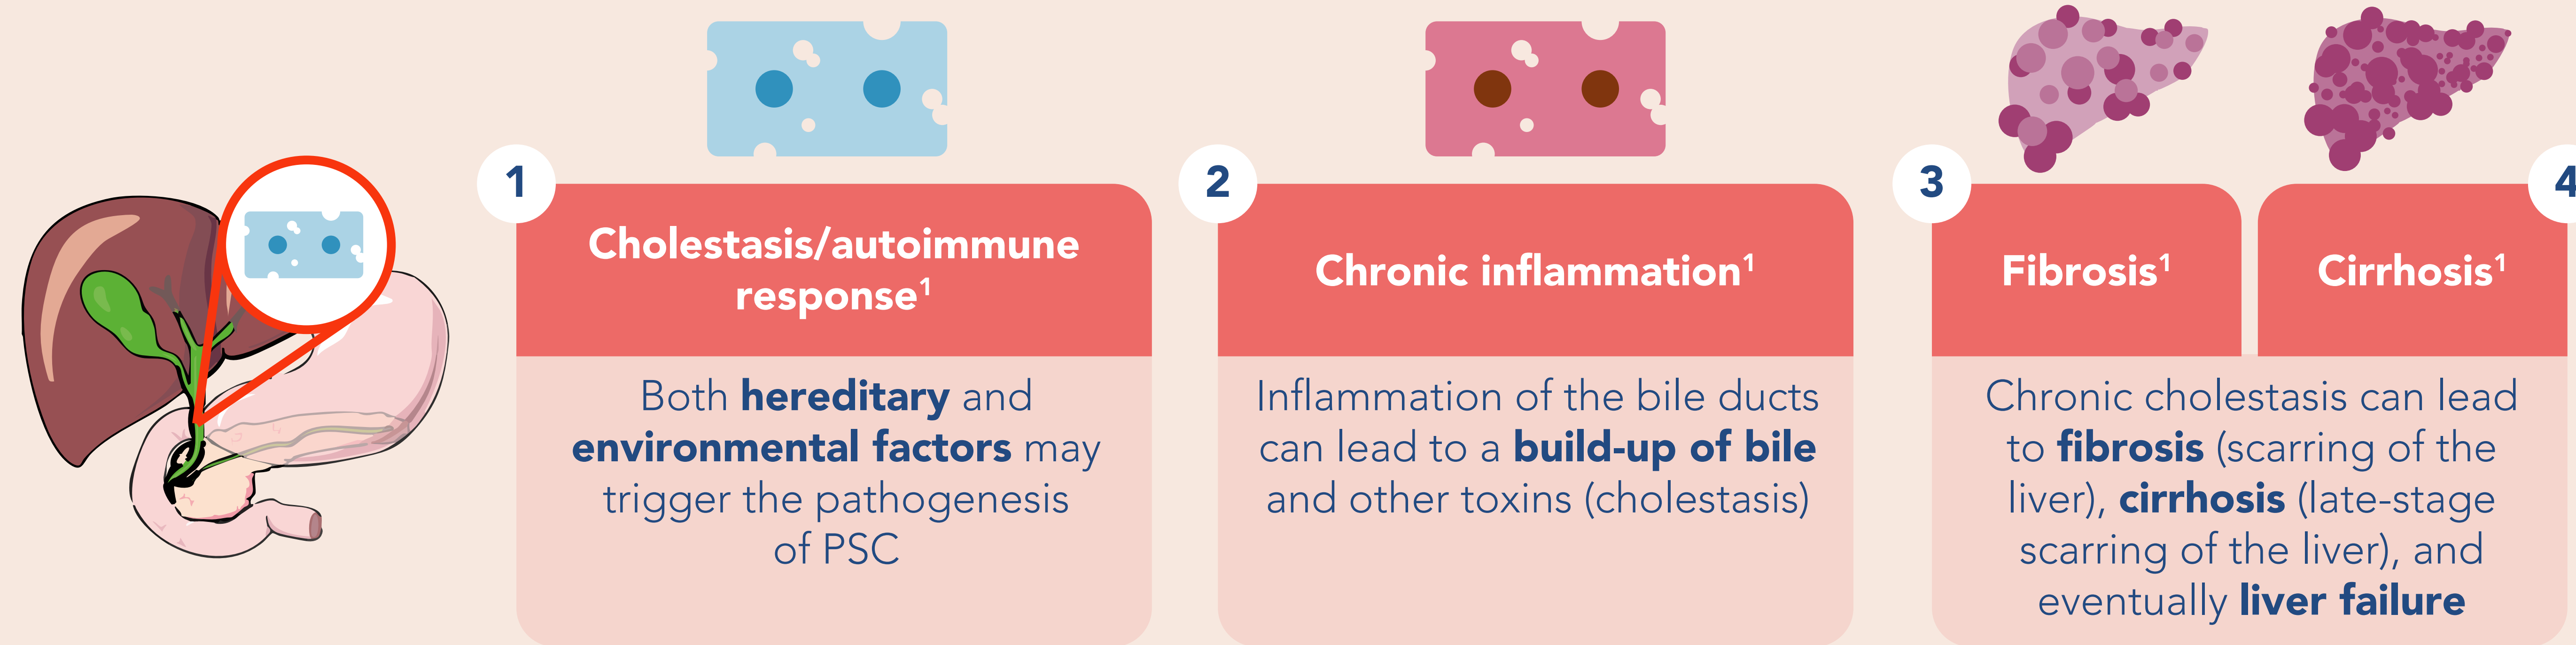 1
Cholestasis/autoimmune
response¹
Both hereditary and
environmental factors may
trigger the pathogenesis
of PSC
2
Chronic inflammation¹
Inflammation of the bile ducts
can lead to a build-up of bile
and other toxins (cholestasis)
3
Fibrosis¹
4
Cirrhosis¹
Chronic cholestasis can lead
to fibrosis (scarring of the
liver), cirrhosis (late-stage
scarring of the liver), and
eventually liver failure